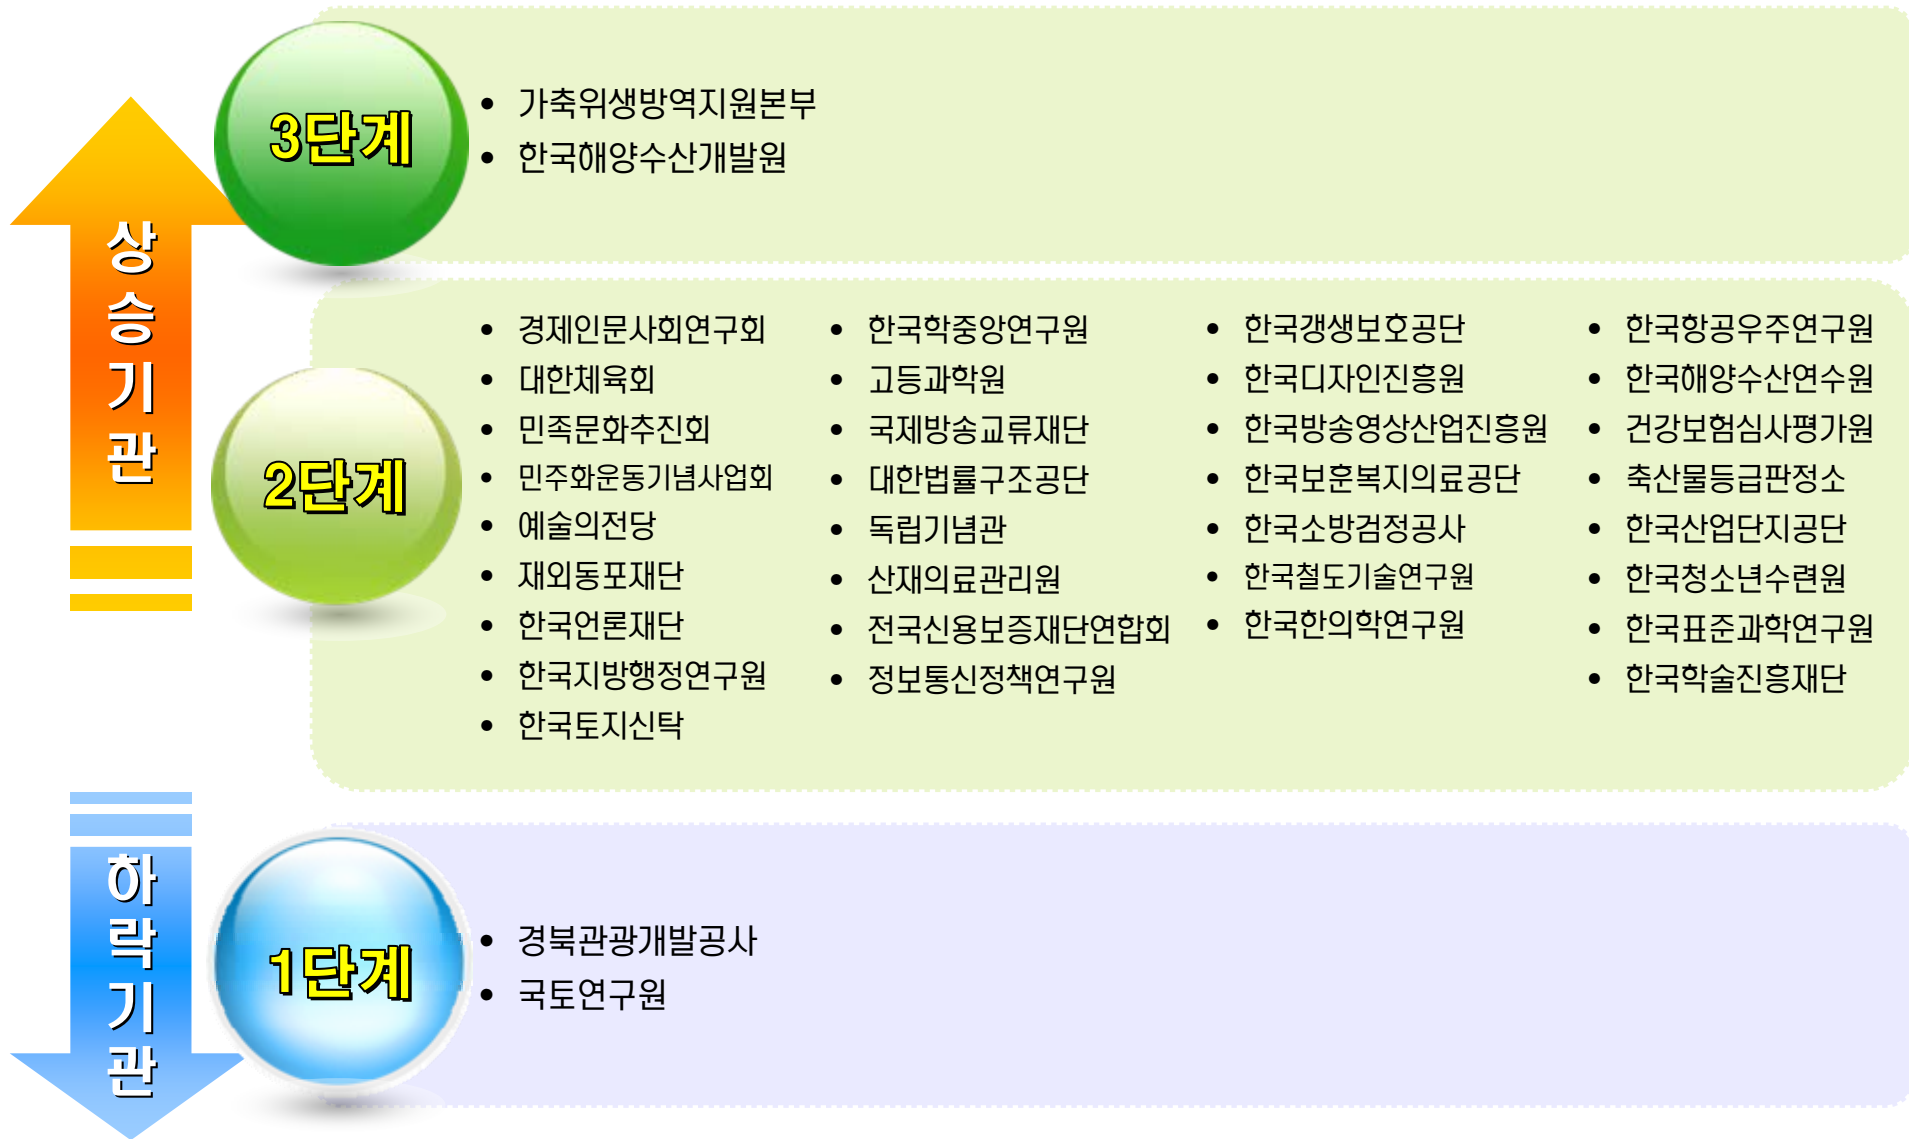 상승기관
3단계
• 가축위생방역지원본부
• 한국해양수산개발원
2단계
• 경제인문사회연구회
• 대한체육회
• 민족문화추진회
• 민주화운동기념사업회
• 예술의전당
• 재외동포재단
• 한국언론재단
• 한국지방행정연구원
• 한국토지신탁
• 한국학중앙연구원
• 고등과학원
• 국제방송교류재단
• 대한법률구조공단
• 독립기념관
• 산재의료관리원
• 전국신용보증재단연합회
• 정보통신정책연구원
• 한국갱생보호공단
• 한국디자인진흥원
• 한국방송영상산업진흥원
• 한국보훈복지의료공단
• 한국소방검정공사
• 한국철도기술연구원
• 한국한의학연구원
• 한국항공우주연구원
• 한국해양수산연수원
• 건강보험심사평가원
• 축산물등급판정소
• 한국산업단지공단
• 한국청소년수련원
• 한국표준과학연구원
• 한국학술진흥재단
하락기관
1단계
• 경북관광개발공사
• 국토연구원